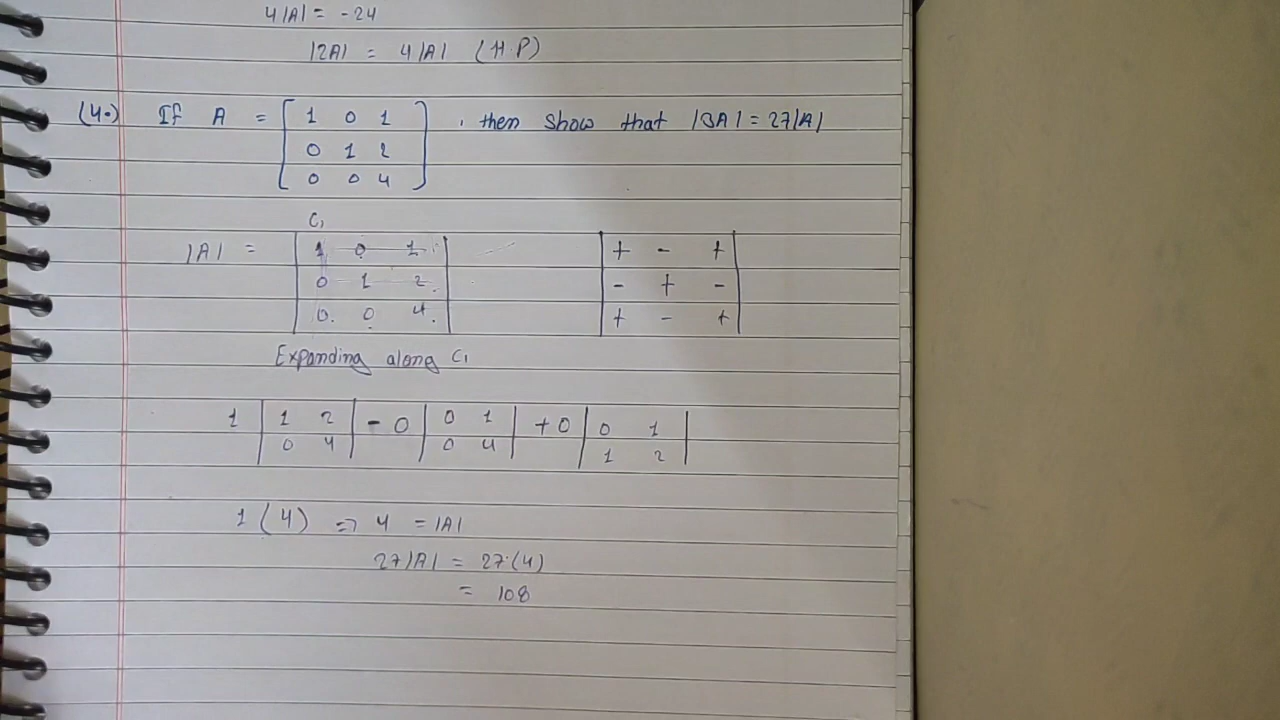 4|A| = -24
|2A| = 4|A| (H.P)
(4.) If A = [ 1 0 1 ] , then show that |3A| = 27|A|
0 1 2
0 0 4
C₁
|A| = | 1 0 1 | | + - + |
0 1 2 - + -
0 0 4 + - +
Expanding along C₁
1 | 1 2 | - 0 | 0 1 | + 0 | 0 1 |
0 4 0 4 1 2
1 (4) => 4 = |A|
27|A| = 27·(4)
= 108